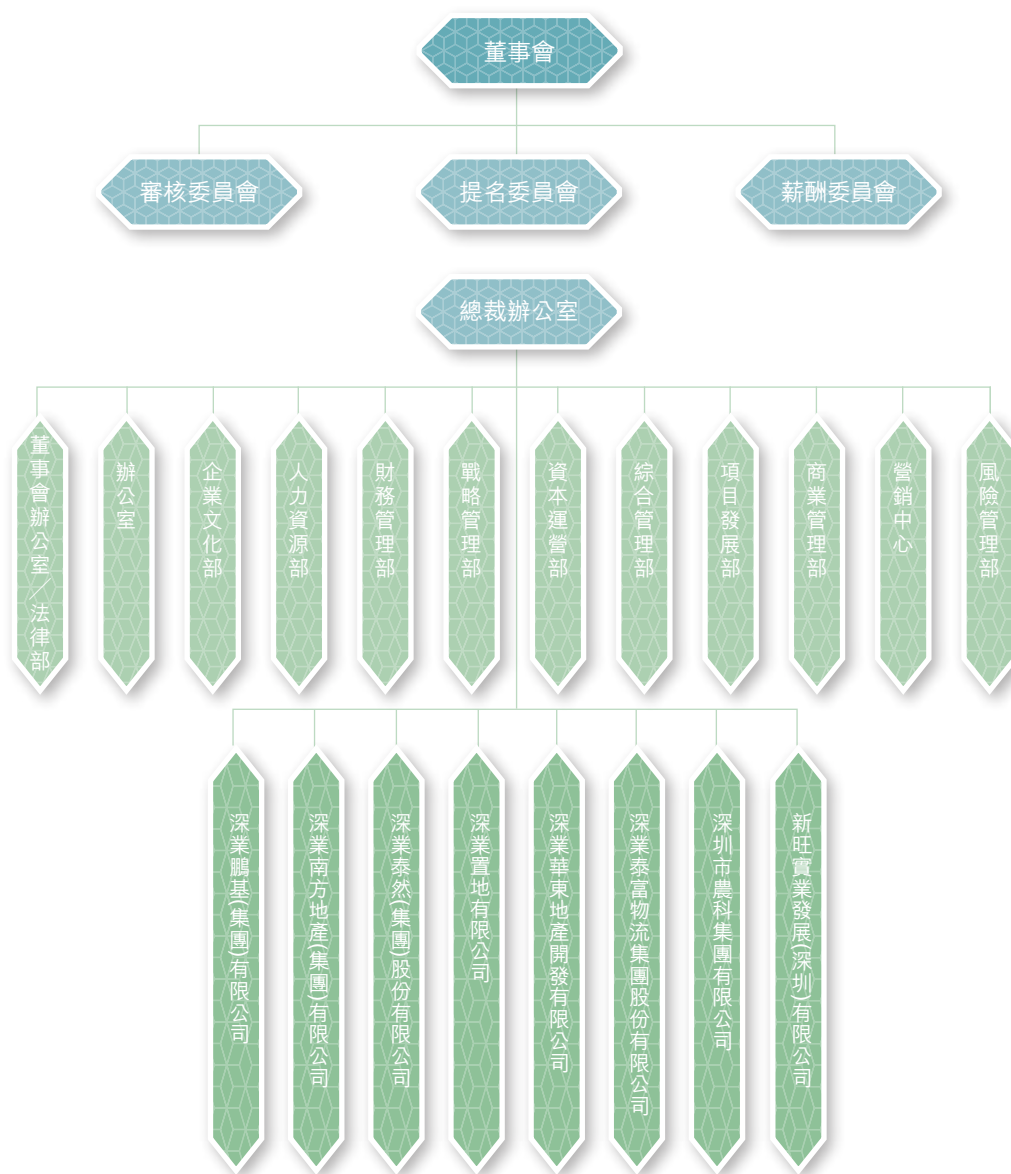 董事會
審核委員會
提名委員會
薪酬委員會
總裁辦公室
董事會辦公室／法律部
辦公室
企業文化部
人力資源部
財務管理部
戰略管理部
資本運營部
綜合管理部
項目發展部
商業管理部
營銷中心
風險管理部
深業鵬基(集團)有限公司
深業南方地產(集團)有限公司
深業泰然(集團)股份有限公司
深業置地有限公司
深業華東地產開發有限公司
深業泰富物流集團股份有限公司
深圳市農科集團有限公司
新旺實業發展(深圳)有限公司